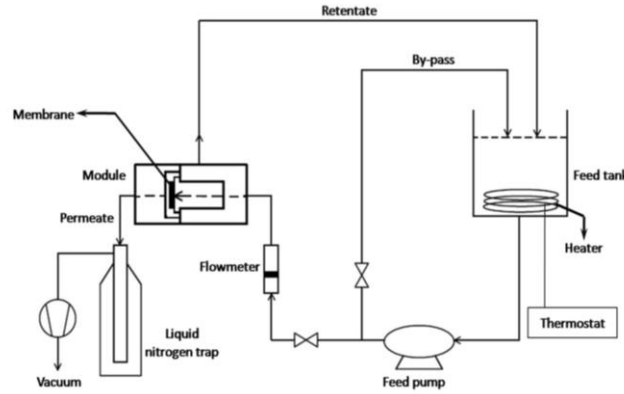 Retentate
By-pass
Membrane
Module
Feed tank
Permeate
Heater
Flowmeter
Thermostat
Liquid
nitrogen trap
Vacuum
Feed pump